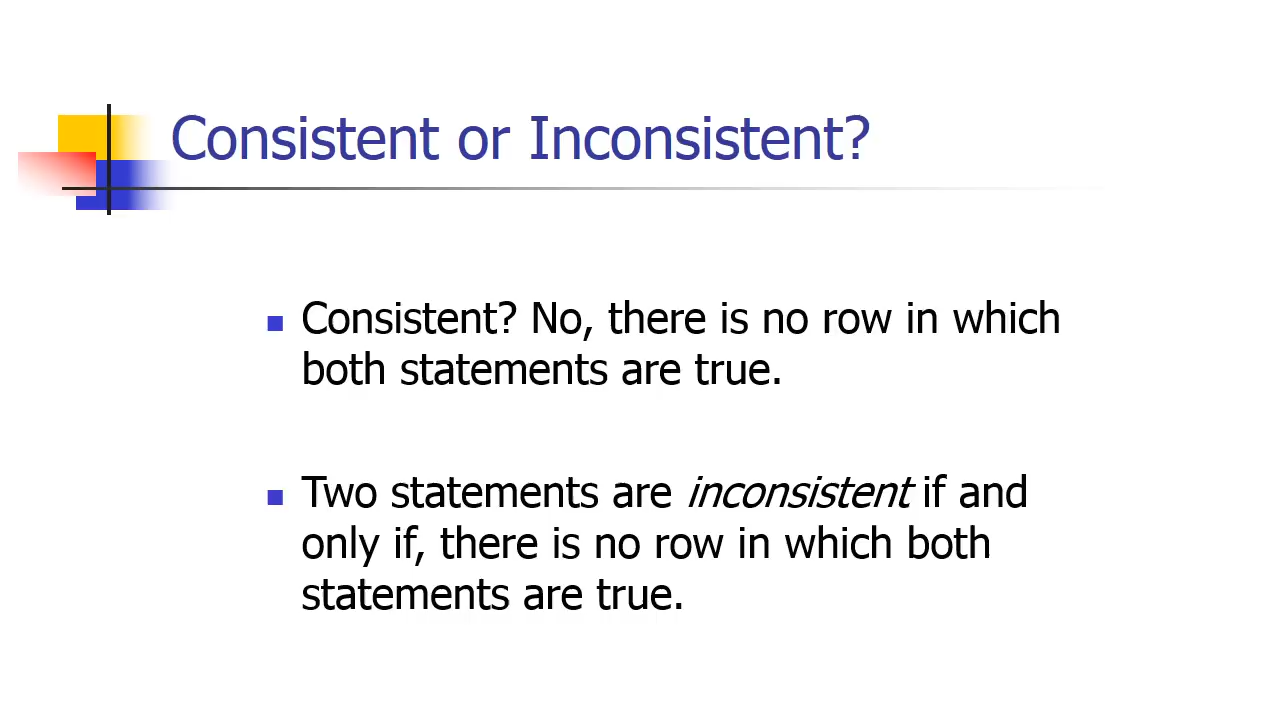 Consistent or Inconsistent?
Consistent? No, there is no row in which
both statements are true.
Two statements are inconsistent if and
only if, there is no row in which both
statements are true.